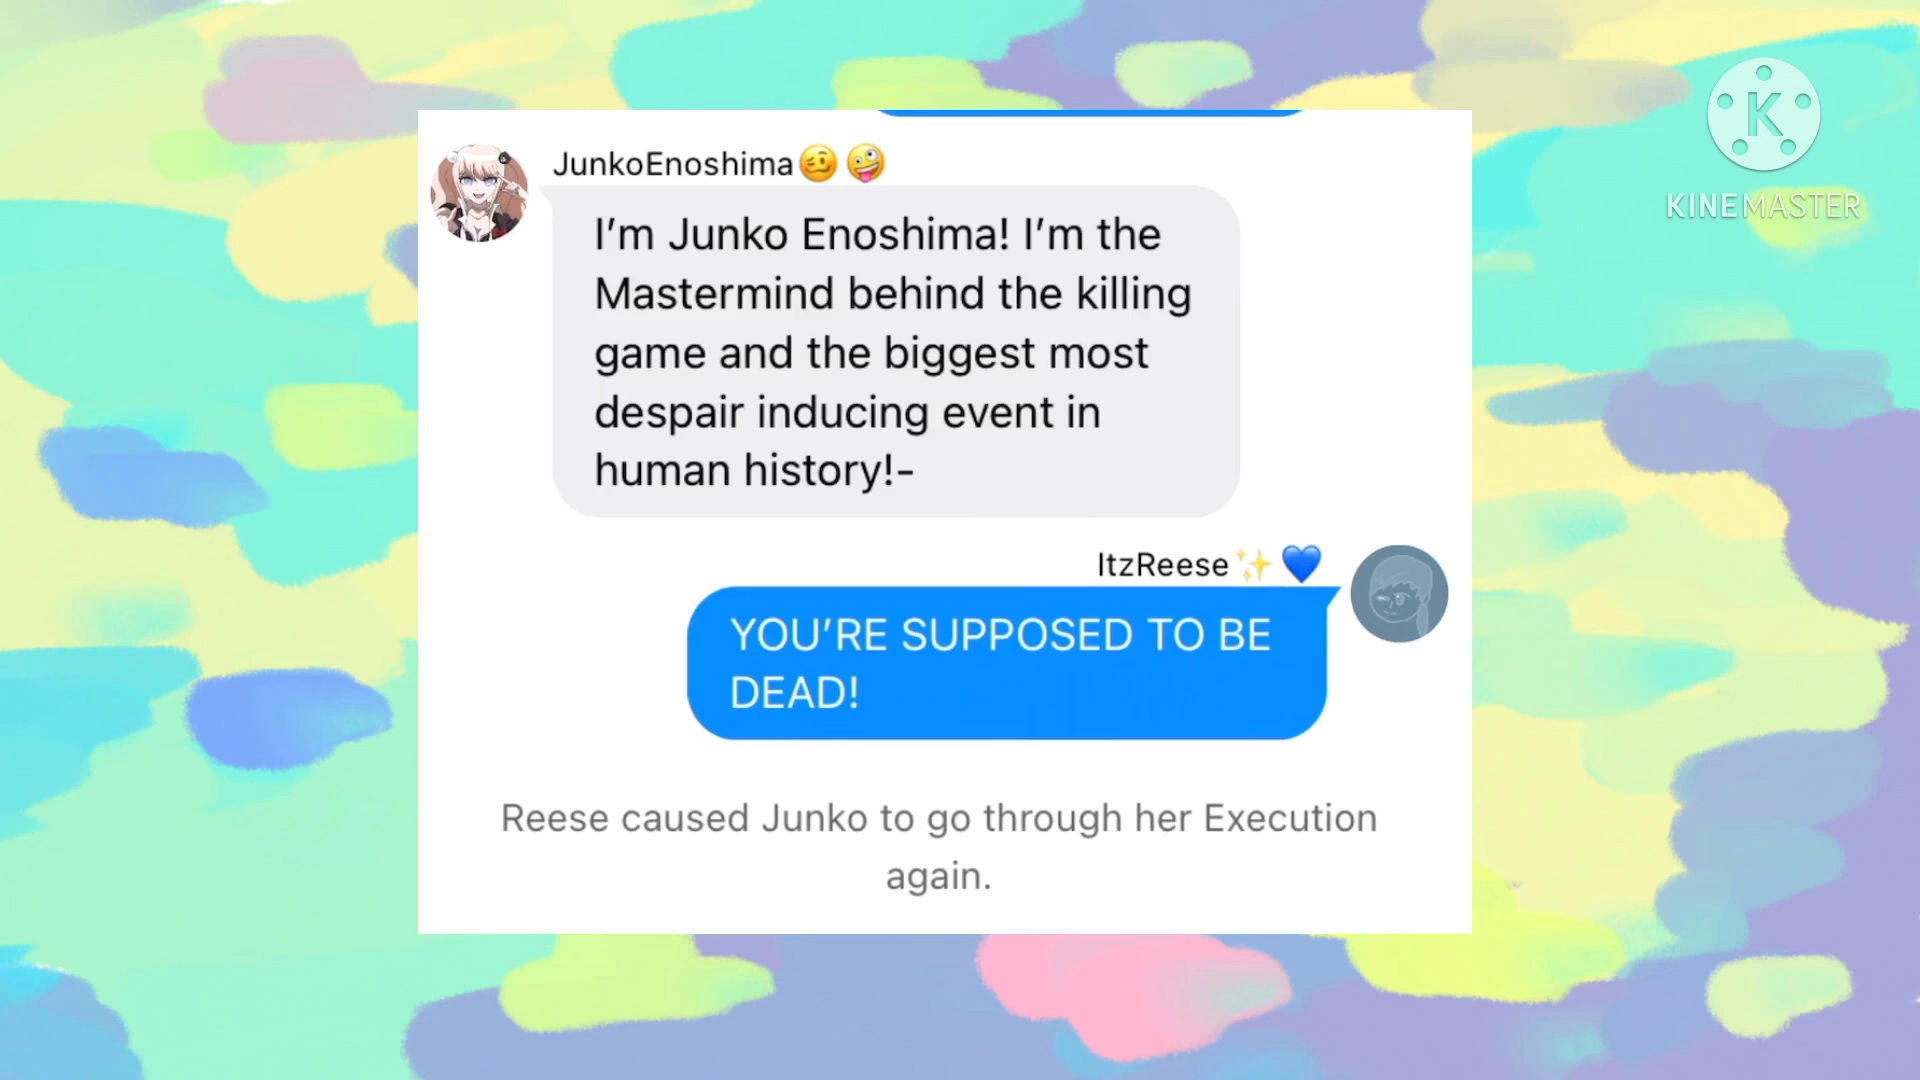 JunkoEnoshima🥴🤪
I’m Junko Enoshima! I’m the
Mastermind behind the killing
game and the biggest most
despair inducing event in
human history!-
ItzReese✨💙
YOU’RE SUPPOSED TO BE
DEAD!
Reese caused Junko to go through her Execution
again.
K
KINEMASTER